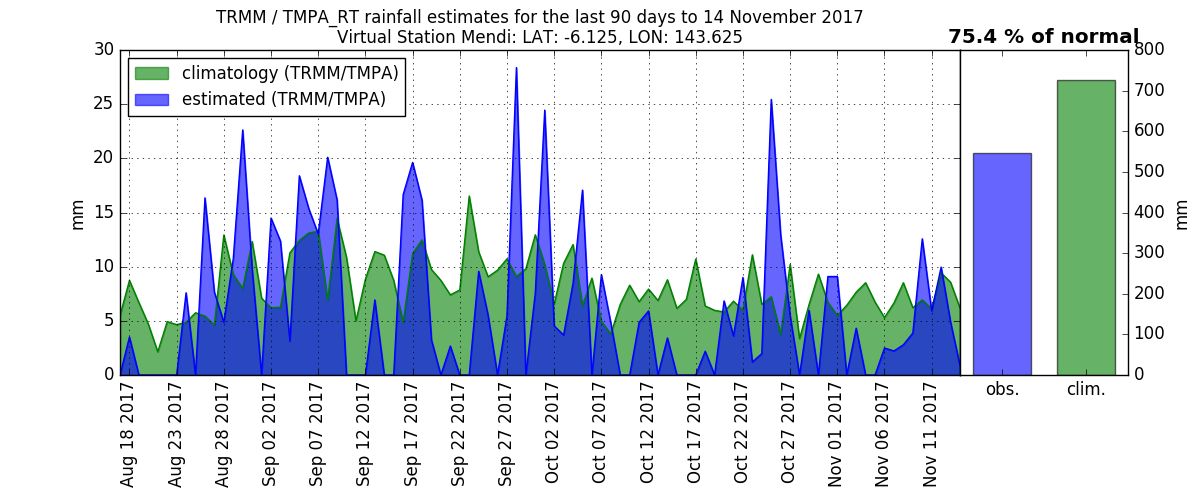 TRMM / TMPA_RT rainfall estimates for the last 90 days to 14 November 2017
Virtual Station Mendi: LAT: -6.125, LON: 143.625
75.4 % of normal
climatology (TRMM/TMPA)
estimated (TRMM/TMPA)
30
25
20
15
10
5
0
mm
Aug 18 2017
Aug 23 2017
Aug 28 2017
Sep 02 2017
Sep 07 2017
Sep 12 2017
Sep 17 2017
Sep 22 2017
Sep 27 2017
Oct 02 2017
Oct 07 2017
Oct 12 2017
Oct 17 2017
Oct 22 2017
Oct 27 2017
Nov 01 2017
Nov 06 2017
Nov 11 2017
obs.
clim.
800
700
600
500
400
300
200
100
0
mm